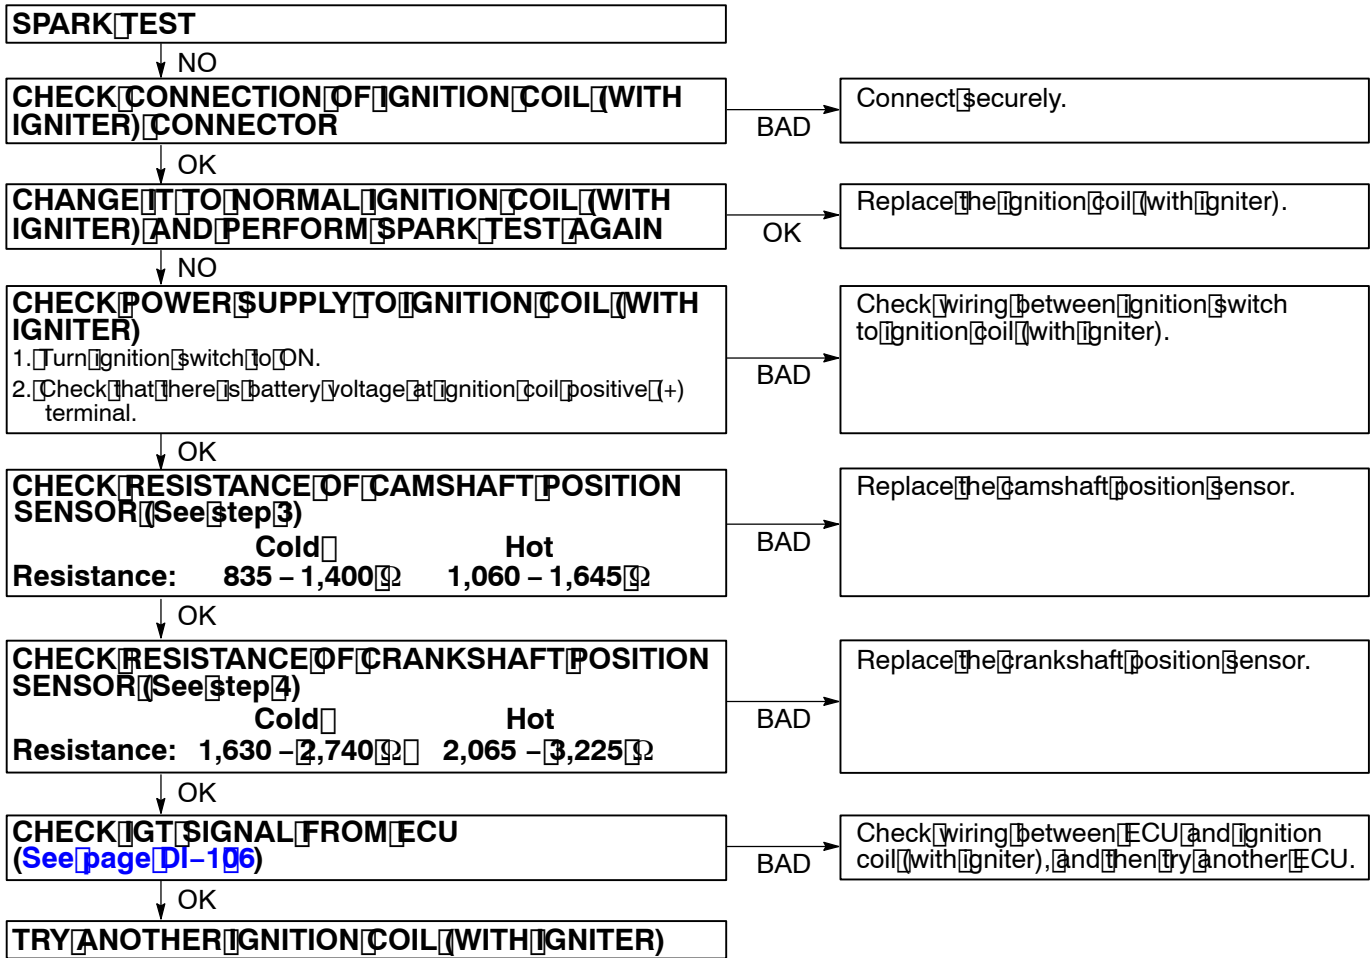 SPARK TEST
NO
CHECK CONNECTION OF IGNITION COIL (WITH
IGNITER) CONNECTOR
BAD
Connect securely.
OK
CHANGE IT TO NORMAL IGNITION COIL (WITH
IGNITER) AND PERFORM SPARK TEST AGAIN
OK
Replace the ignition coil (with igniter).
NO
CHECK POWER SUPPLY TO IGNITION COIL (WITH
IGNITER)
1. Turn ignition switch to ON.
2. Check that there is battery voltage at ignition coil positive (+)
terminal.
BAD
Check wiring between ignition switch
to ignition coil (with igniter).
OK
CHECK RESISTANCE OF CAMSHAFT POSITION
SENSOR (See step 3)
Cold Hot
Resistance: 835 – 1,400 Ω 1,060 – 1,645 Ω
BAD
Replace the camshaft position sensor.
OK
CHECK RESISTANCE OF CRANKSHAFT POSITION
SENSOR (See step 4)
Cold Hot
Resistance: 1,630 – 2,740 Ω 2,065 – 3,225 Ω
BAD
Replace the crankshaft position sensor.
OK
CHECK IGT SIGNAL FROM ECU
(See page DI–106)
BAD
Check wiring between ECU and ignition
coil (with igniter), and then try another ECU.
OK
TRY ANOTHER IGNITION COIL (WITH IGNITER)